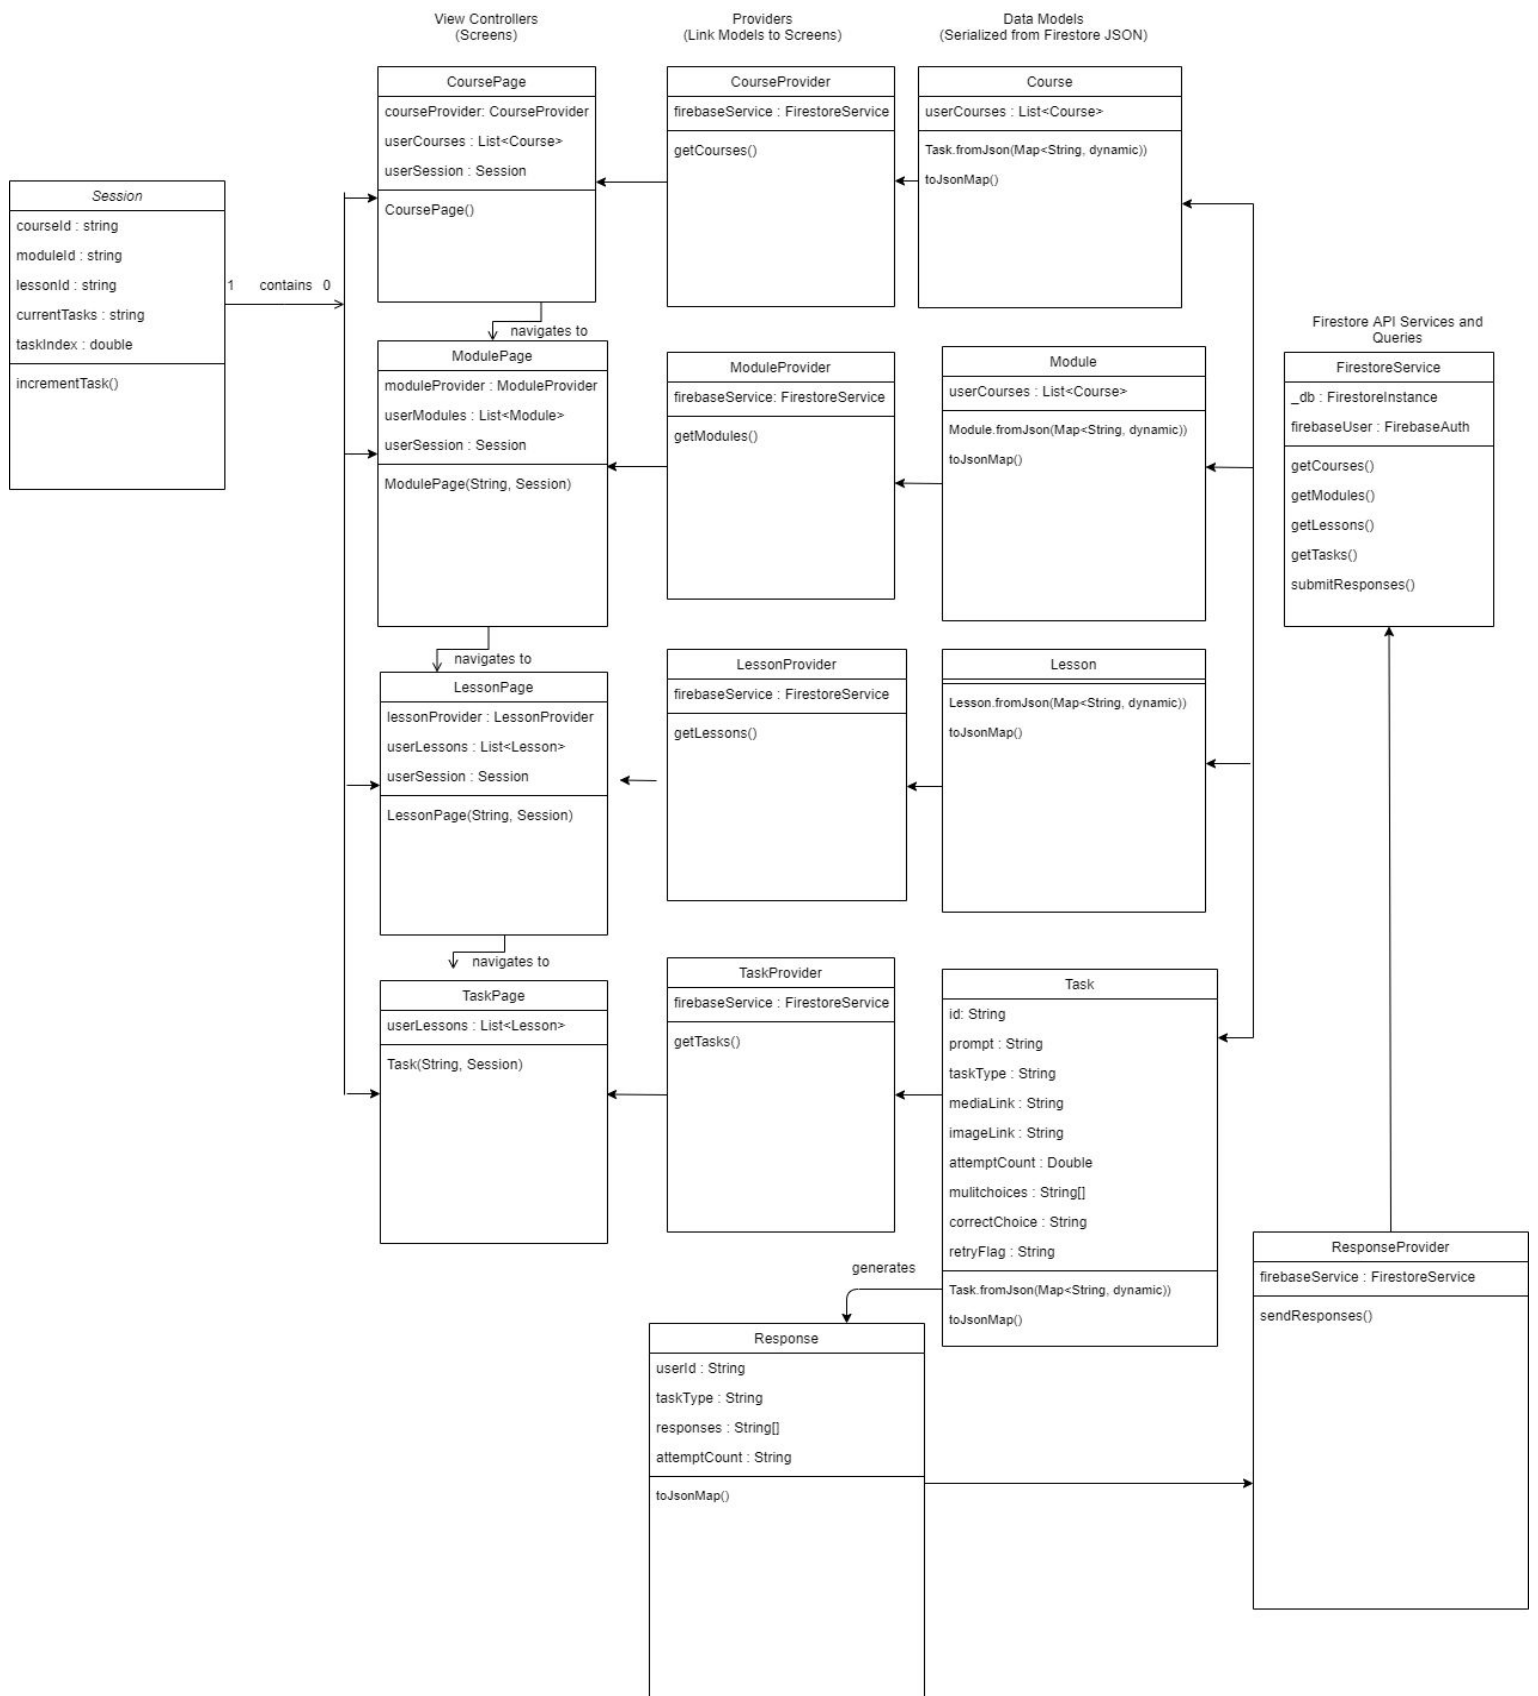 View Controllers
(Screens)
Providers
(Link Models to Screens)
Data Models
(Serialized from Firestore JSON)
CoursePage
courseProvider: CourseProvider
userCourses : List<Course>
userSession : Session
CoursePage()
CourseProvider
firebaseService : FirestoreService
getCourses()
Course
userCourses : List<Course>
Task.fromJson(Map<String, dynamic))
toJsonMap()
Session
courseId : string
moduleId : string
lessonId : string
currentTasks : string
taskIndex : double
incrementTask()
1 contains 0
navigates to
ModulePage
moduleProvider : ModuleProvider
userModules : List<Module>
userSession : Session
ModulePage(String, Session)
ModuleProvider
firebaseService: FirestoreService
getModules()
Module
userCourses : List<Course>
Module.fromJson(Map<String, dynamic))
toJsonMap()
Firestore API Services and
Queries
FirestoreService
_db : FirestoreInstance
firebaseUser : FirebaseAuth
getCourses()
getModules()
getLessons()
getTasks()
submitResponses()
navigates to
LessonPage
lessonProvider : LessonProvider
userLessons : List<Lesson>
userSession : Session
LessonPage(String, Session)
LessonProvider
firebaseService : FirestoreService
getLessons()
Lesson
Lesson.fromJson(Map<String, dynamic))
toJsonMap()
navigates to
TaskPage
userLessons : List<Lesson>
Task(String, Session)
TaskProvider
firebaseService : FirestoreService
getTasks()
Task
id: String
prompt : String
taskType : String
mediaLink : String
imageLink : String
attemptCount : Double
mulitchoices : String[]
correctChoice : String
retryFlag : String
Task.fromJson(Map<String, dynamic))
toJsonMap()
generates
Response
userId : String
taskType : String
responses : String[]
attemptCount : String
toJsonMap()
ResponseProvider
firebaseService : FirestoreService
sendResponses()